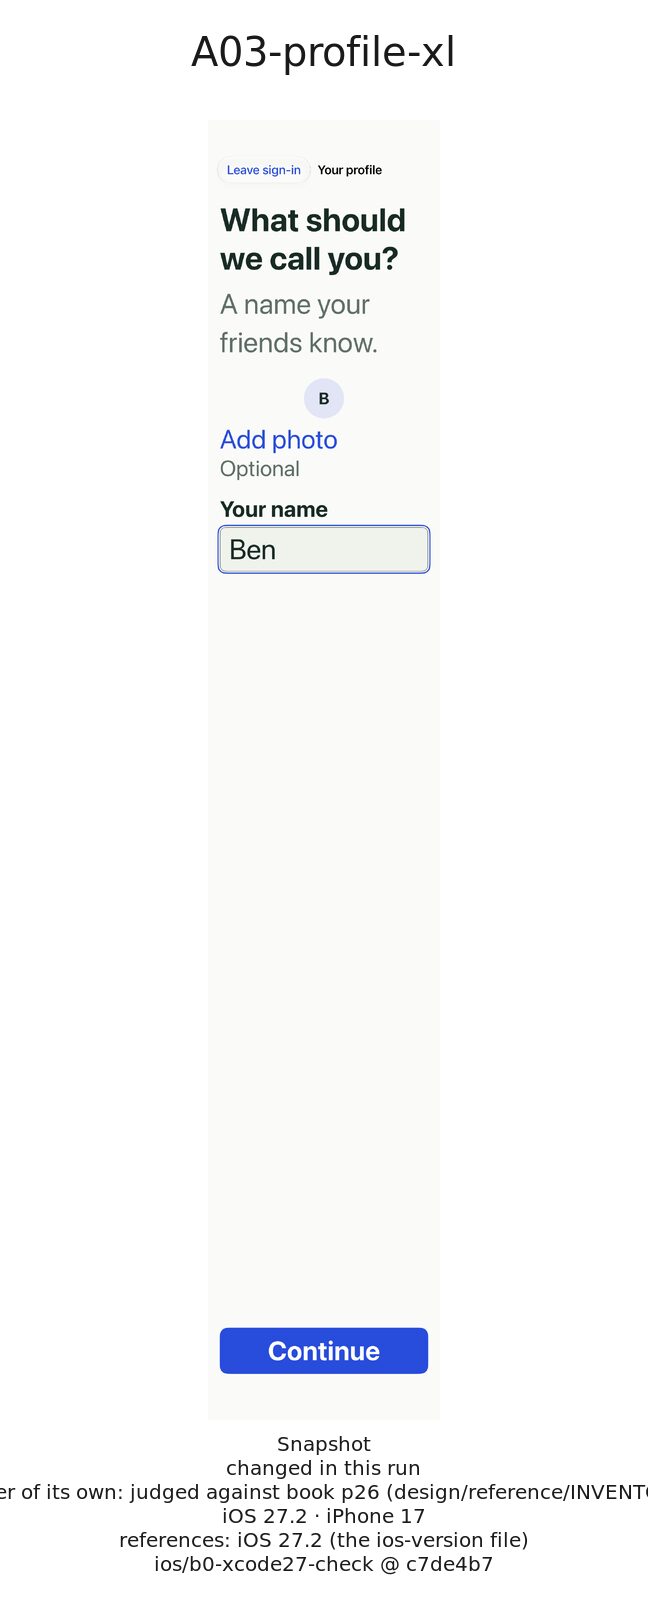 A03-profile-xl
Leave sign-in Your profile
What should
we call you?
A name your
friends know.
B
Add photo
Optional
Your name
Ben
Continue
Snapshot
changed in this run
of its own: judged against book p26 (design/reference/
iOS 27.2 · iPhone 17
references: iOS 27.2 (the ios-version file)
ios/b0-xcode27-check @ c7de4b7